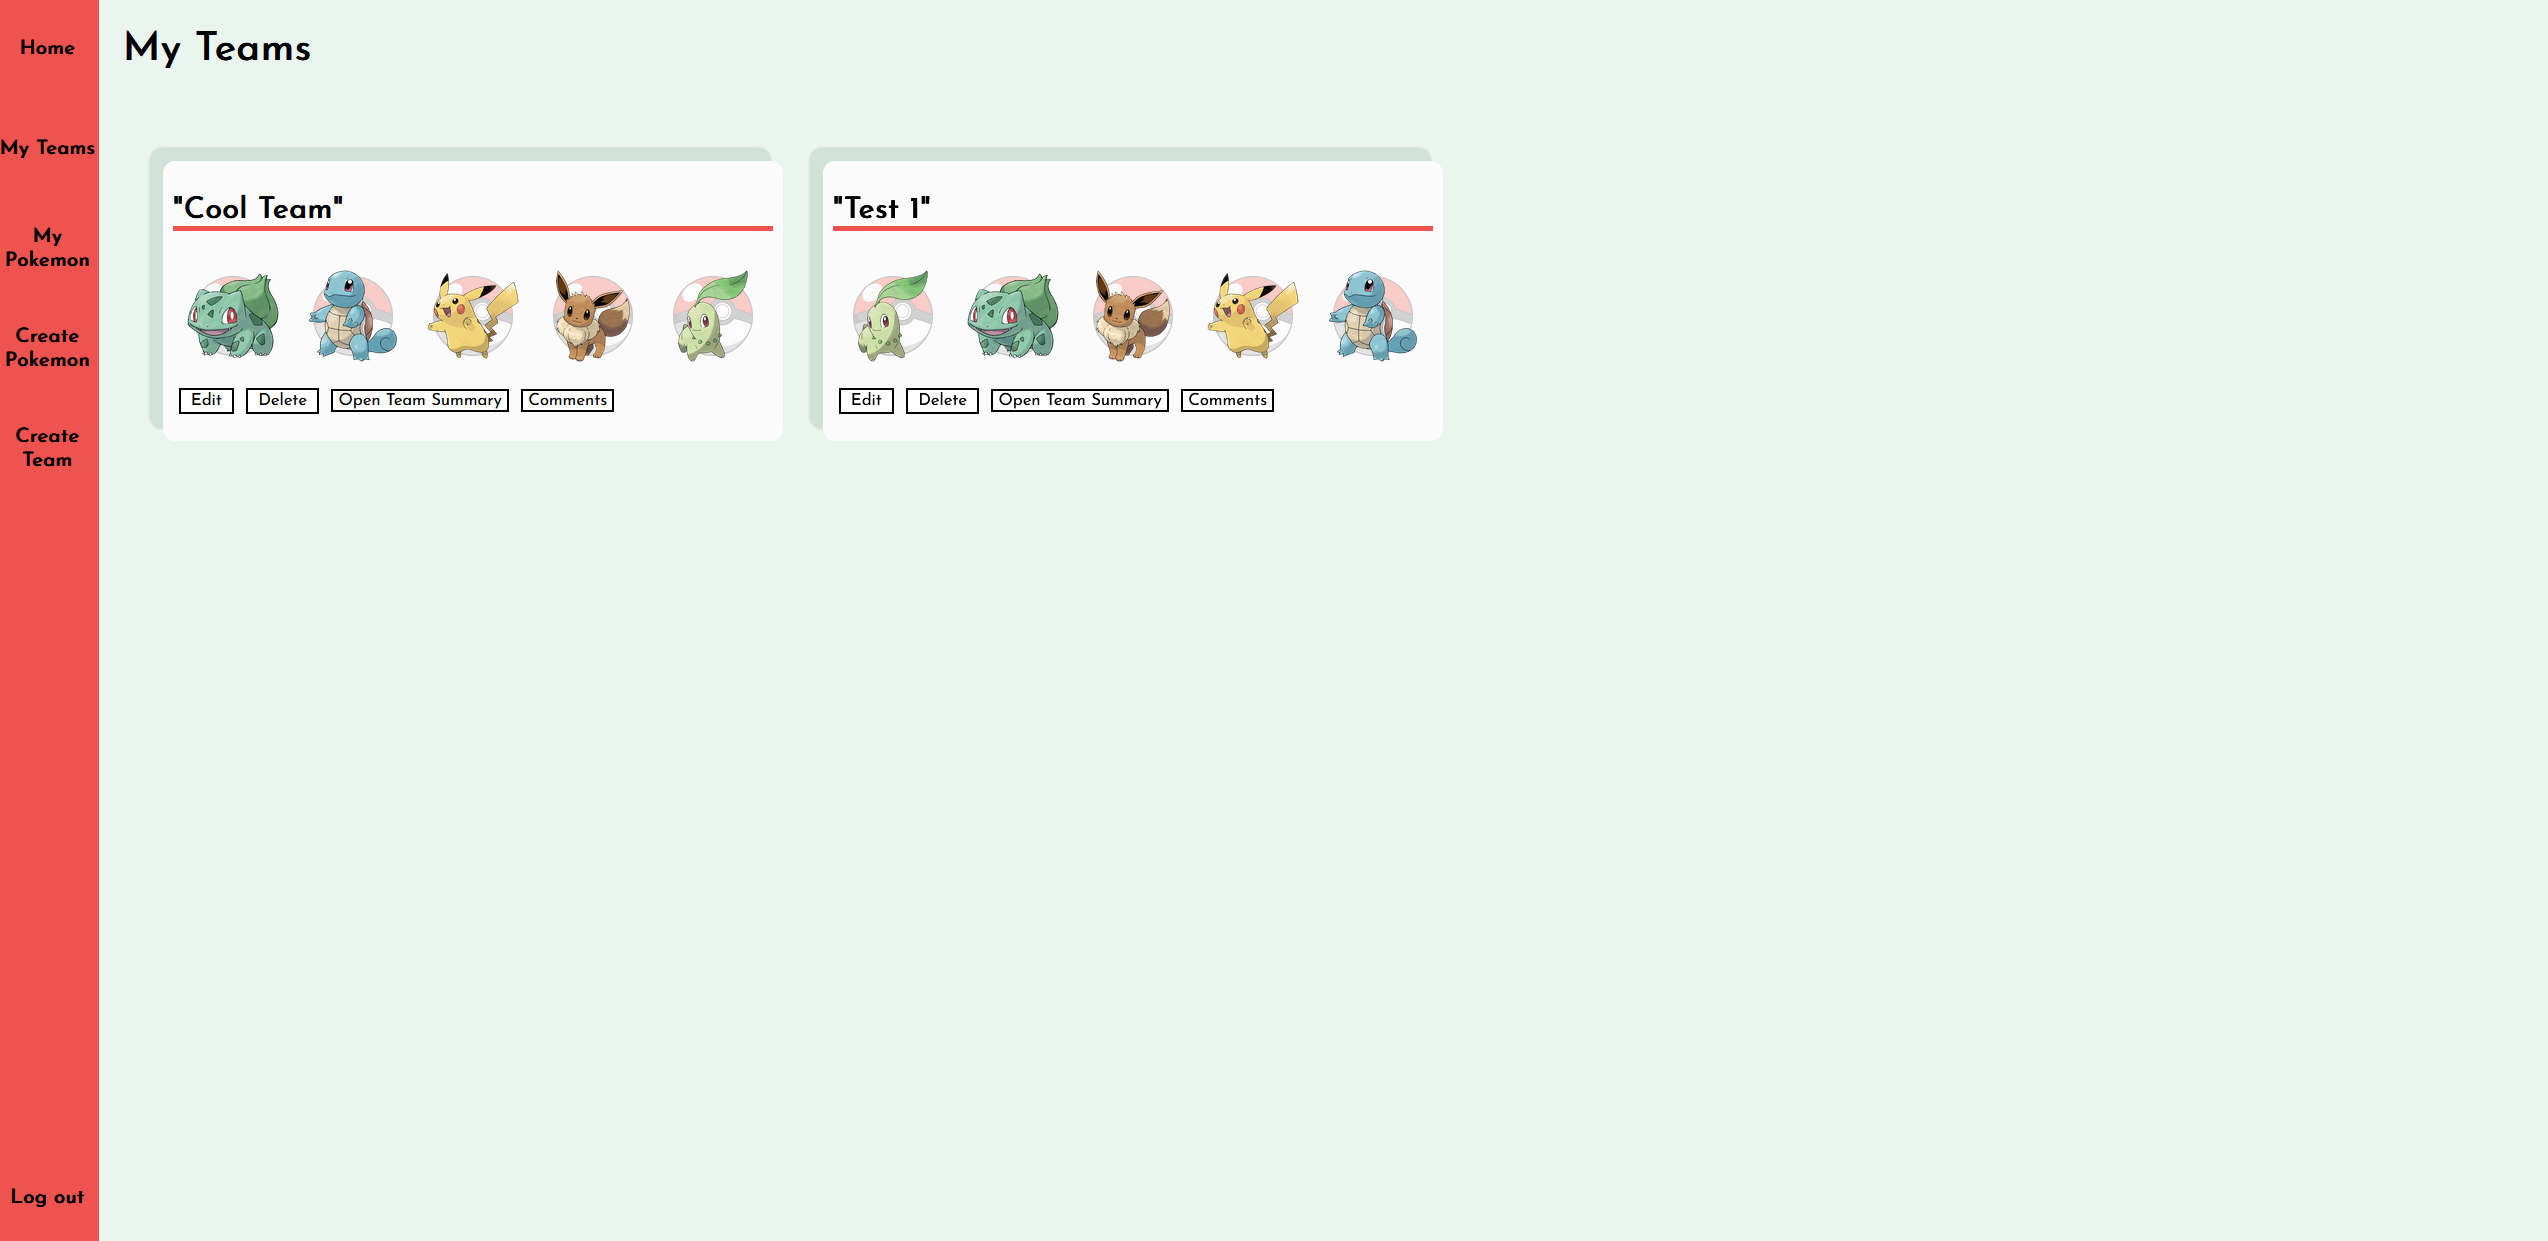 Home
My Teams
My
Pokemon
Create
Pokemon
Create
Team
Log out
My Teams
"Cool Team"
Edit Delete Open Team Summary Comments
"Test 1"
Edit Delete Open Team Summary Comments